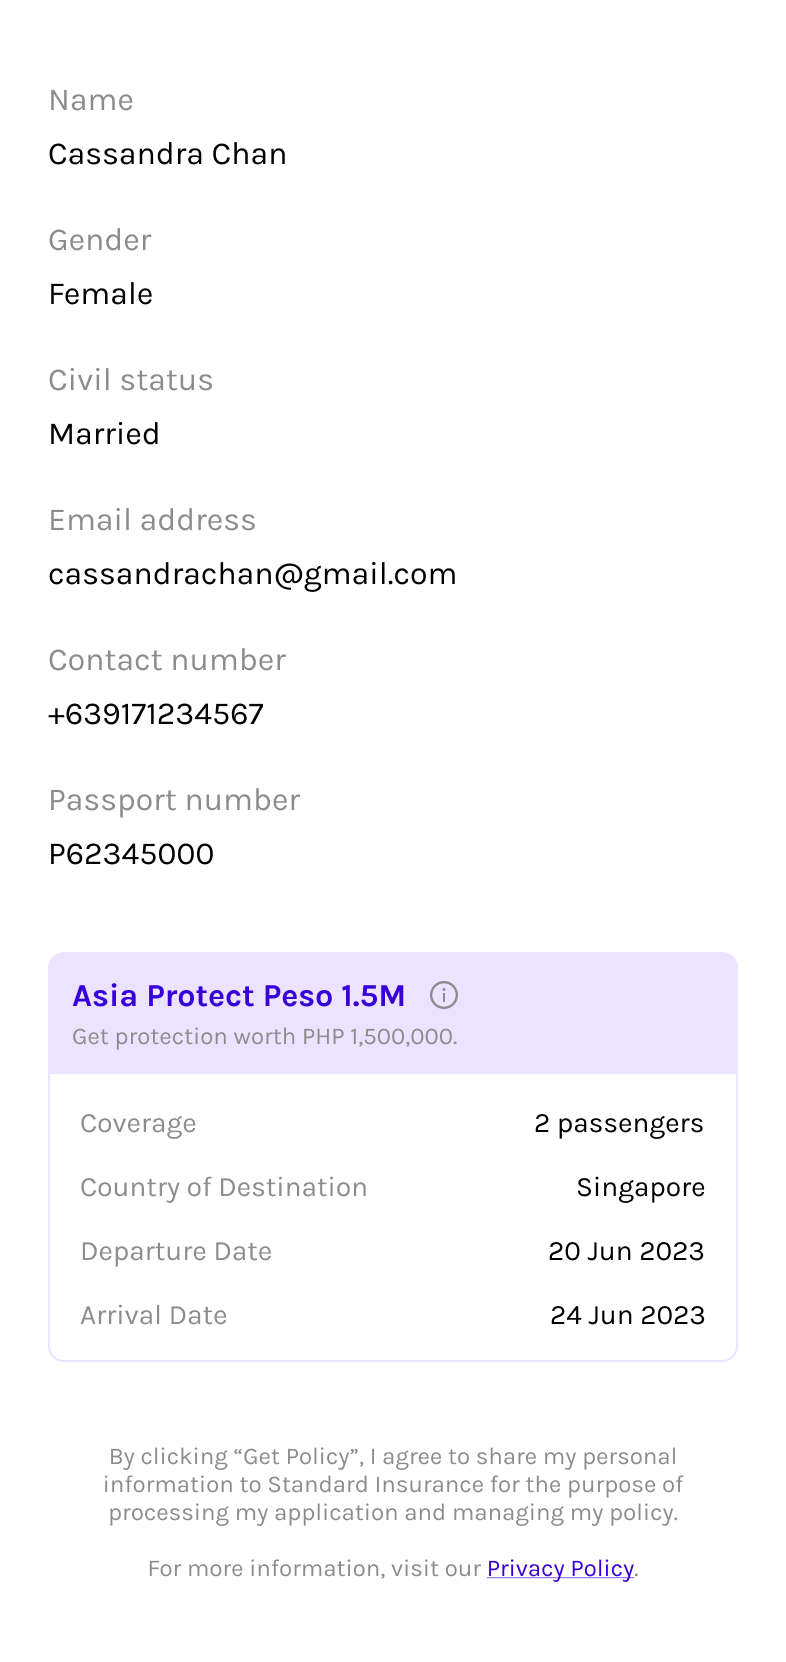 Name
Cassandra Chan
Gender
Female
Civil status
Married
Email address
cassandrachan@gmail.com
Contact number
+639171234567
Passport number
P62345000
Asia Protect Peso 1.5M
Get protection worth PHP 1,500,000.
Coverage 2 passengers
Country of Destination Singapore
Departure Date 20 Jun 2023
Arrival Date 24 Jun 2023
By clicking “Get Policy”, I agree to share my personal
information to Standard Insurance for the purpose of
processing my application and managing my policy.
For more information, visit our Privacy Policy.